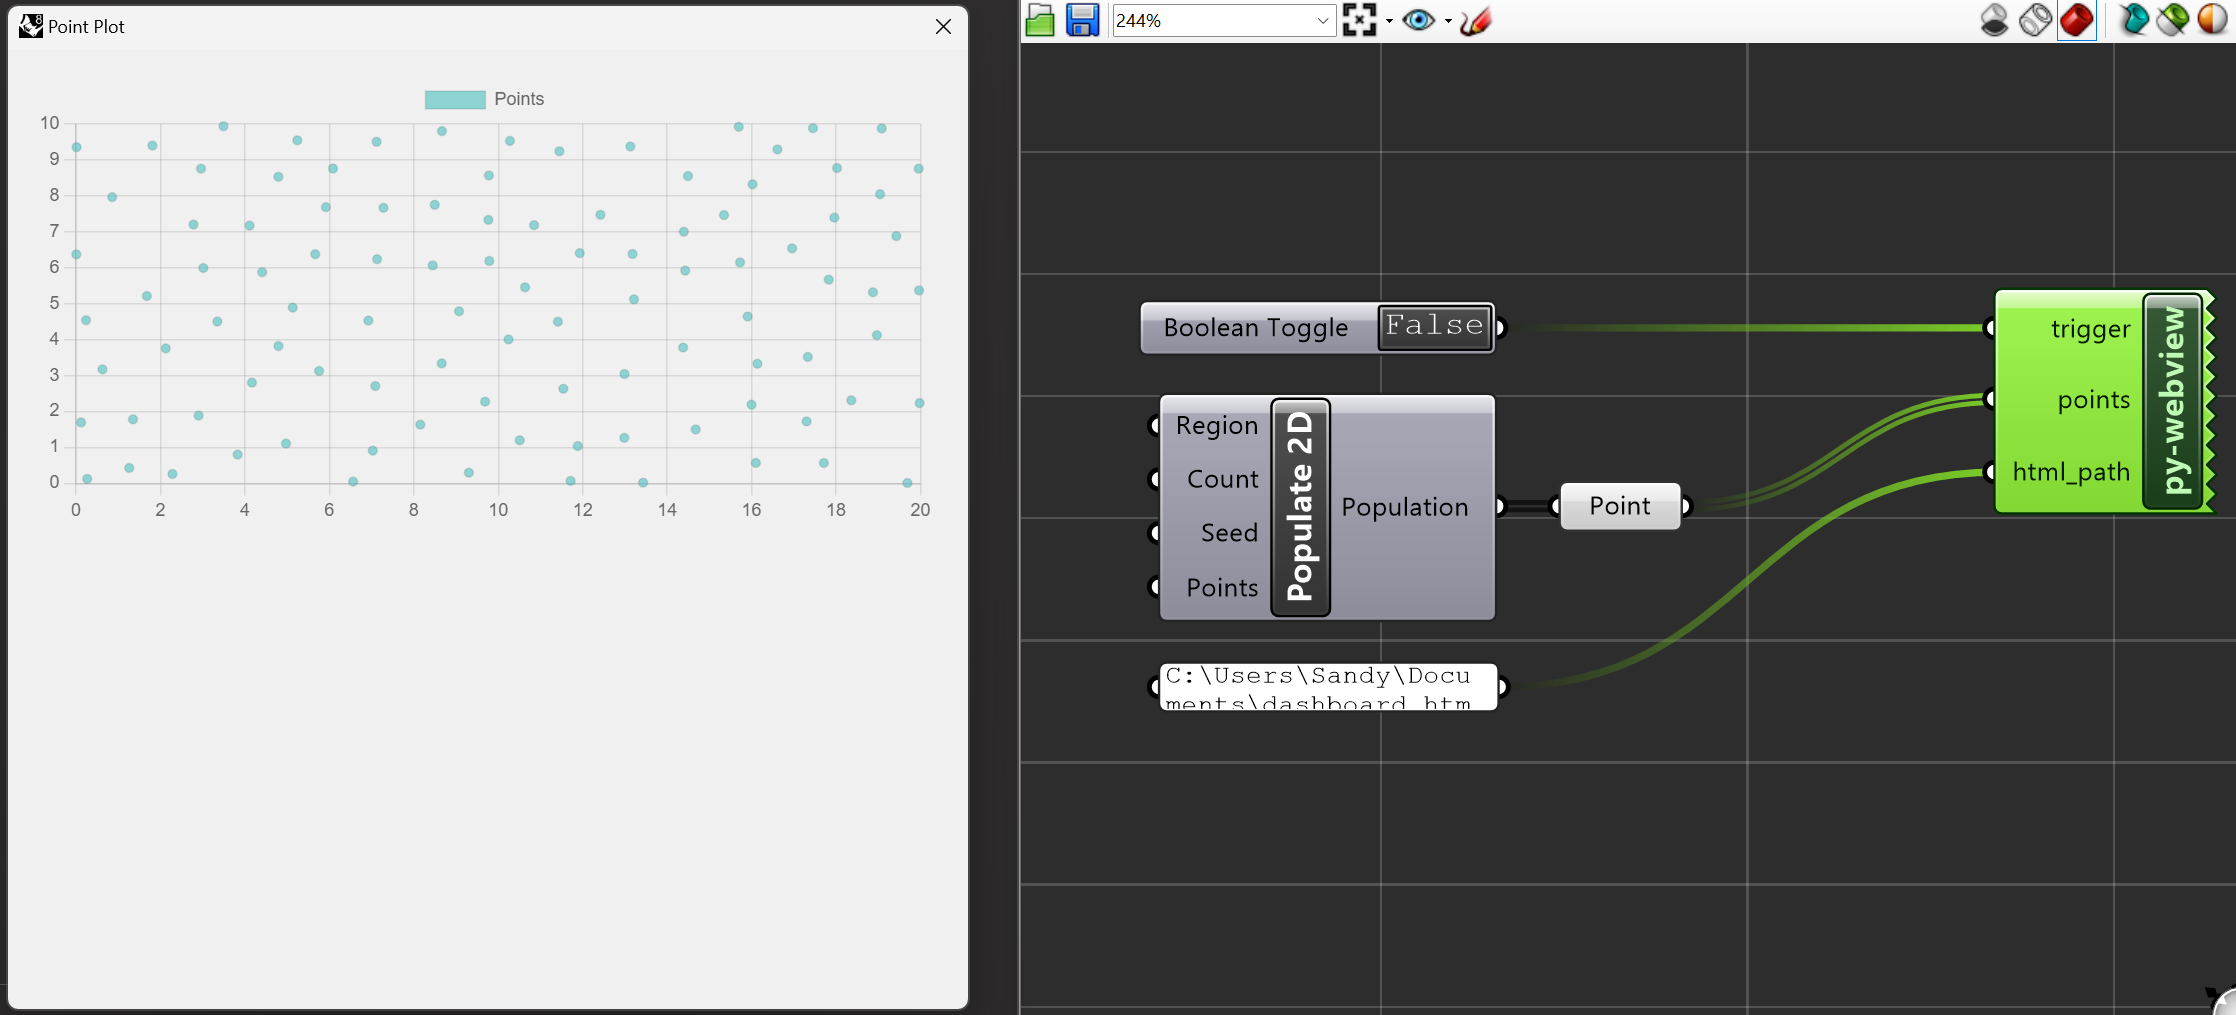 Point Plot
Points
10
9
8
7
6
5
4
3
2
1
0
0 2 4 6 8 10 12 14 16 18 20
244%
Boolean Toggle False
Region
Count
Seed
Points
Populate 2D
Population
Point
C:\Users\Sandy\Docu
ments\dashboard.htm
trigger
points
html_path
py-webview